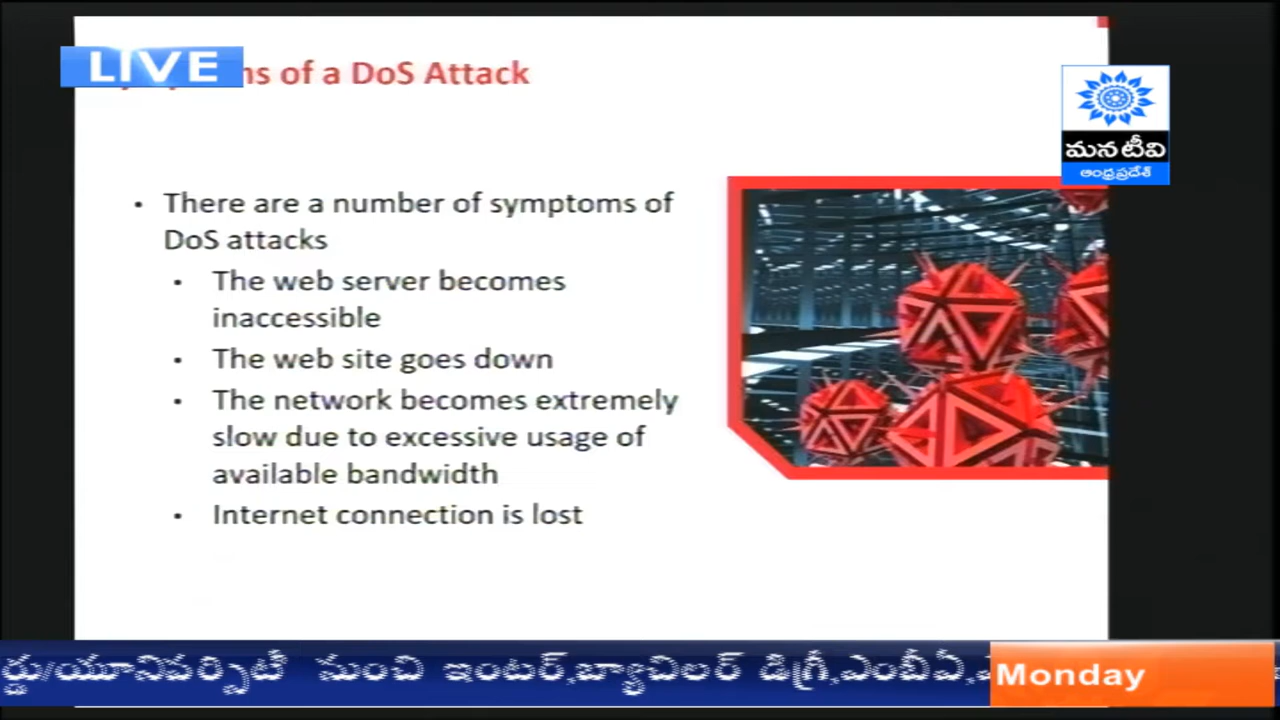 LIVE
of a DoS Attack
మన టీవి
ఆంధ్రప్రదేశ్
• There are a number of symptoms of
DoS attacks
• The web server becomes
inaccessible
• The web site goes down
• The network becomes extremely
slow due to excessive usage of
available bandwidth
• Internet connection is lost
నుంచి ఇంటర్,బ్యాచిలర్ డిగ్రీ,ఎంబీఏ,
Monday